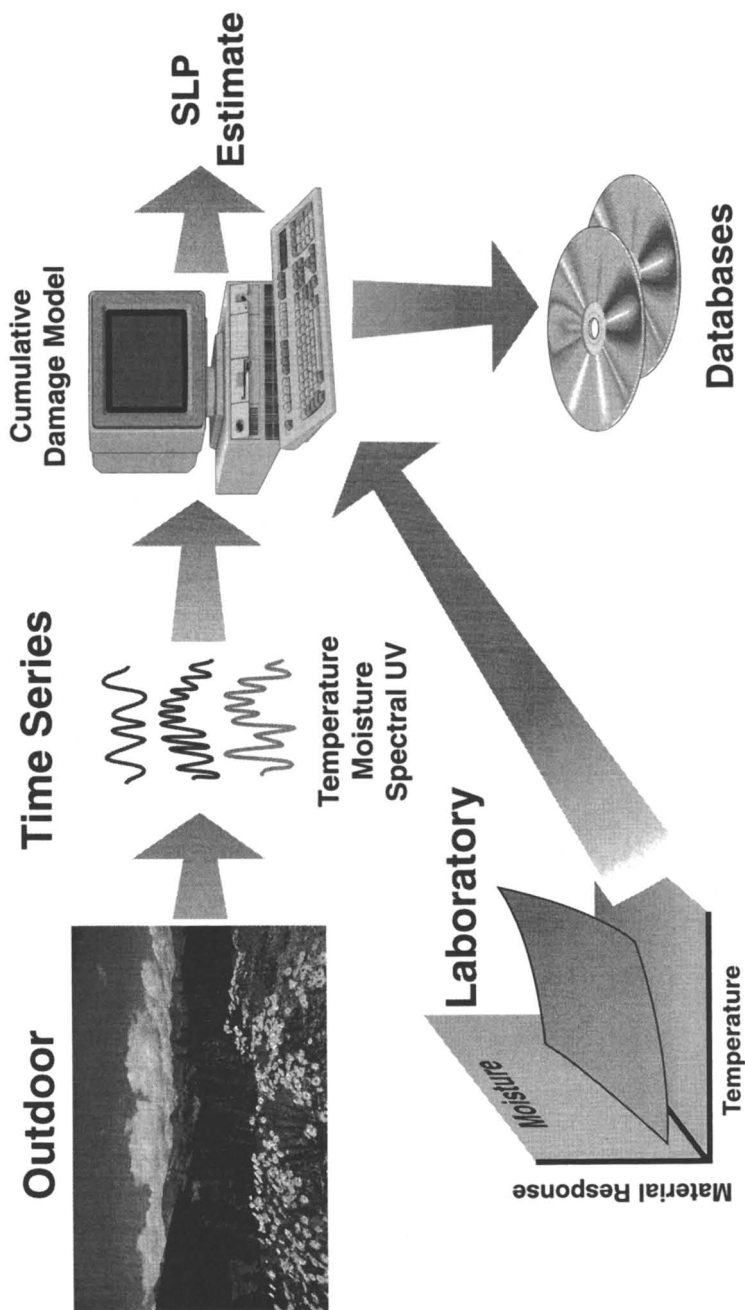 Outdoor
Time Series
Temperature
Moisture
Spectral UV
Cumulative
Damage Model
SLP
Estimate
Laboratory
Moisture
Material Response
Temperature
Databases